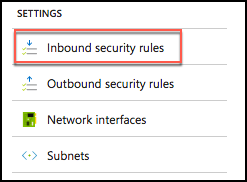 SETTINGS
Inbound security rules
Outbound security rules
Network interfaces
Subnets